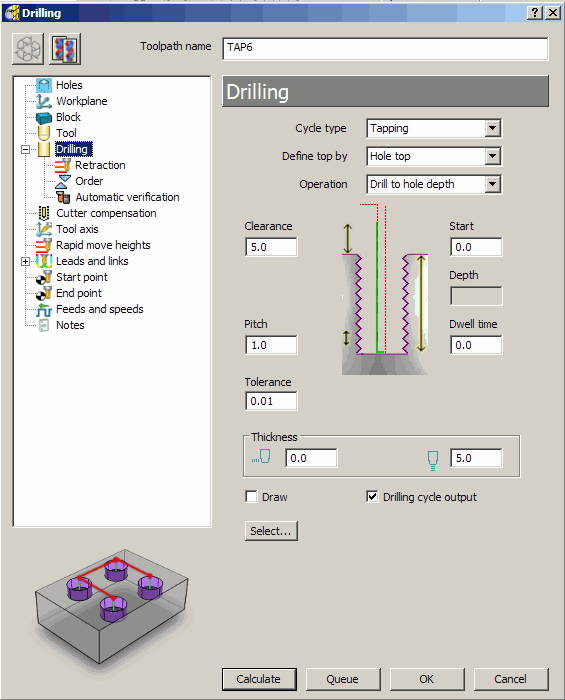 Drilling
Toolpath name TAP6
Holes
Workplane
Block
Tool
Drilling
Retraction
Order
Automatic verification
Cutter compensation
Tool axis
Rapid move heights
Leads and links
Start point
End point
Feeds and speeds
Notes
Drilling
Cycle type Tapping
Define top by Hole top
Operation Drill to hole depth
Clearance Start
5.0 0.0
Depth
Pitch Dwell time
1.0 0.0
Tolerance
0.01
Thickness
0.0 5.0
Draw Drilling cycle output
Select...
Calculate Queue OK Cancel